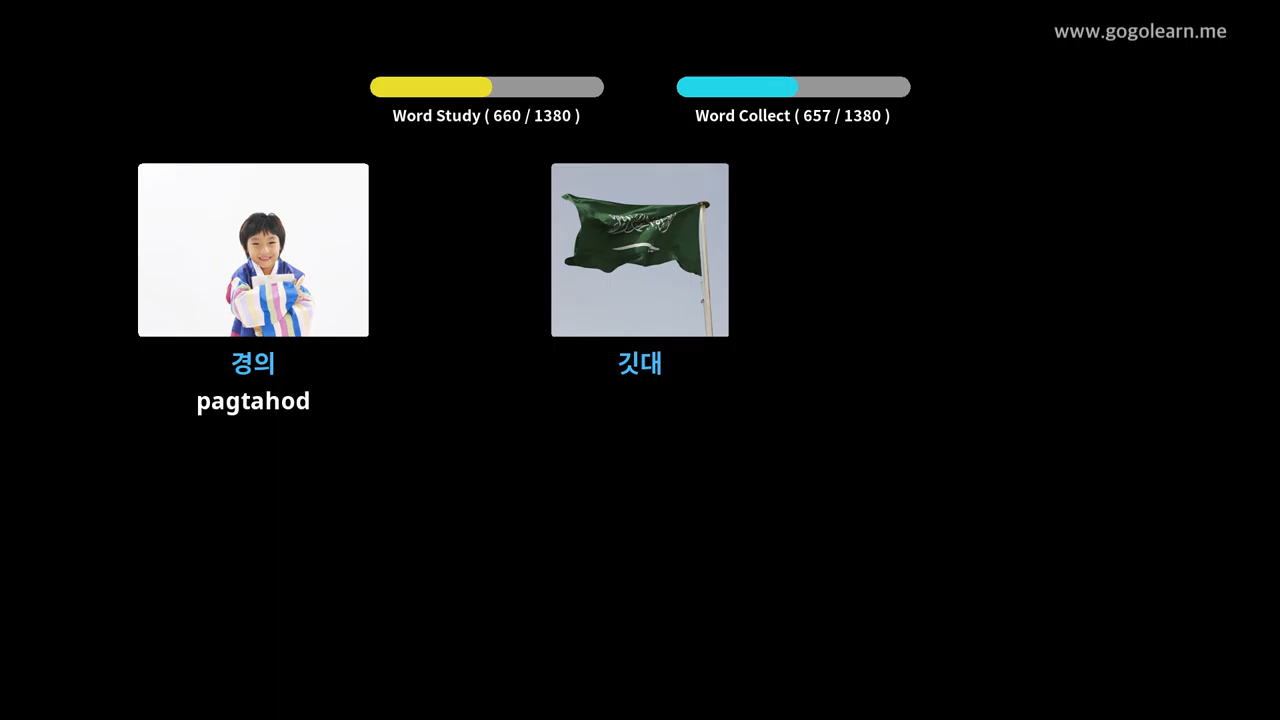 www.gogolearn.me
Word Study ( 660 / 1380 )
Word Collect ( 657 / 1380 )
경의
pagtahod
깃대